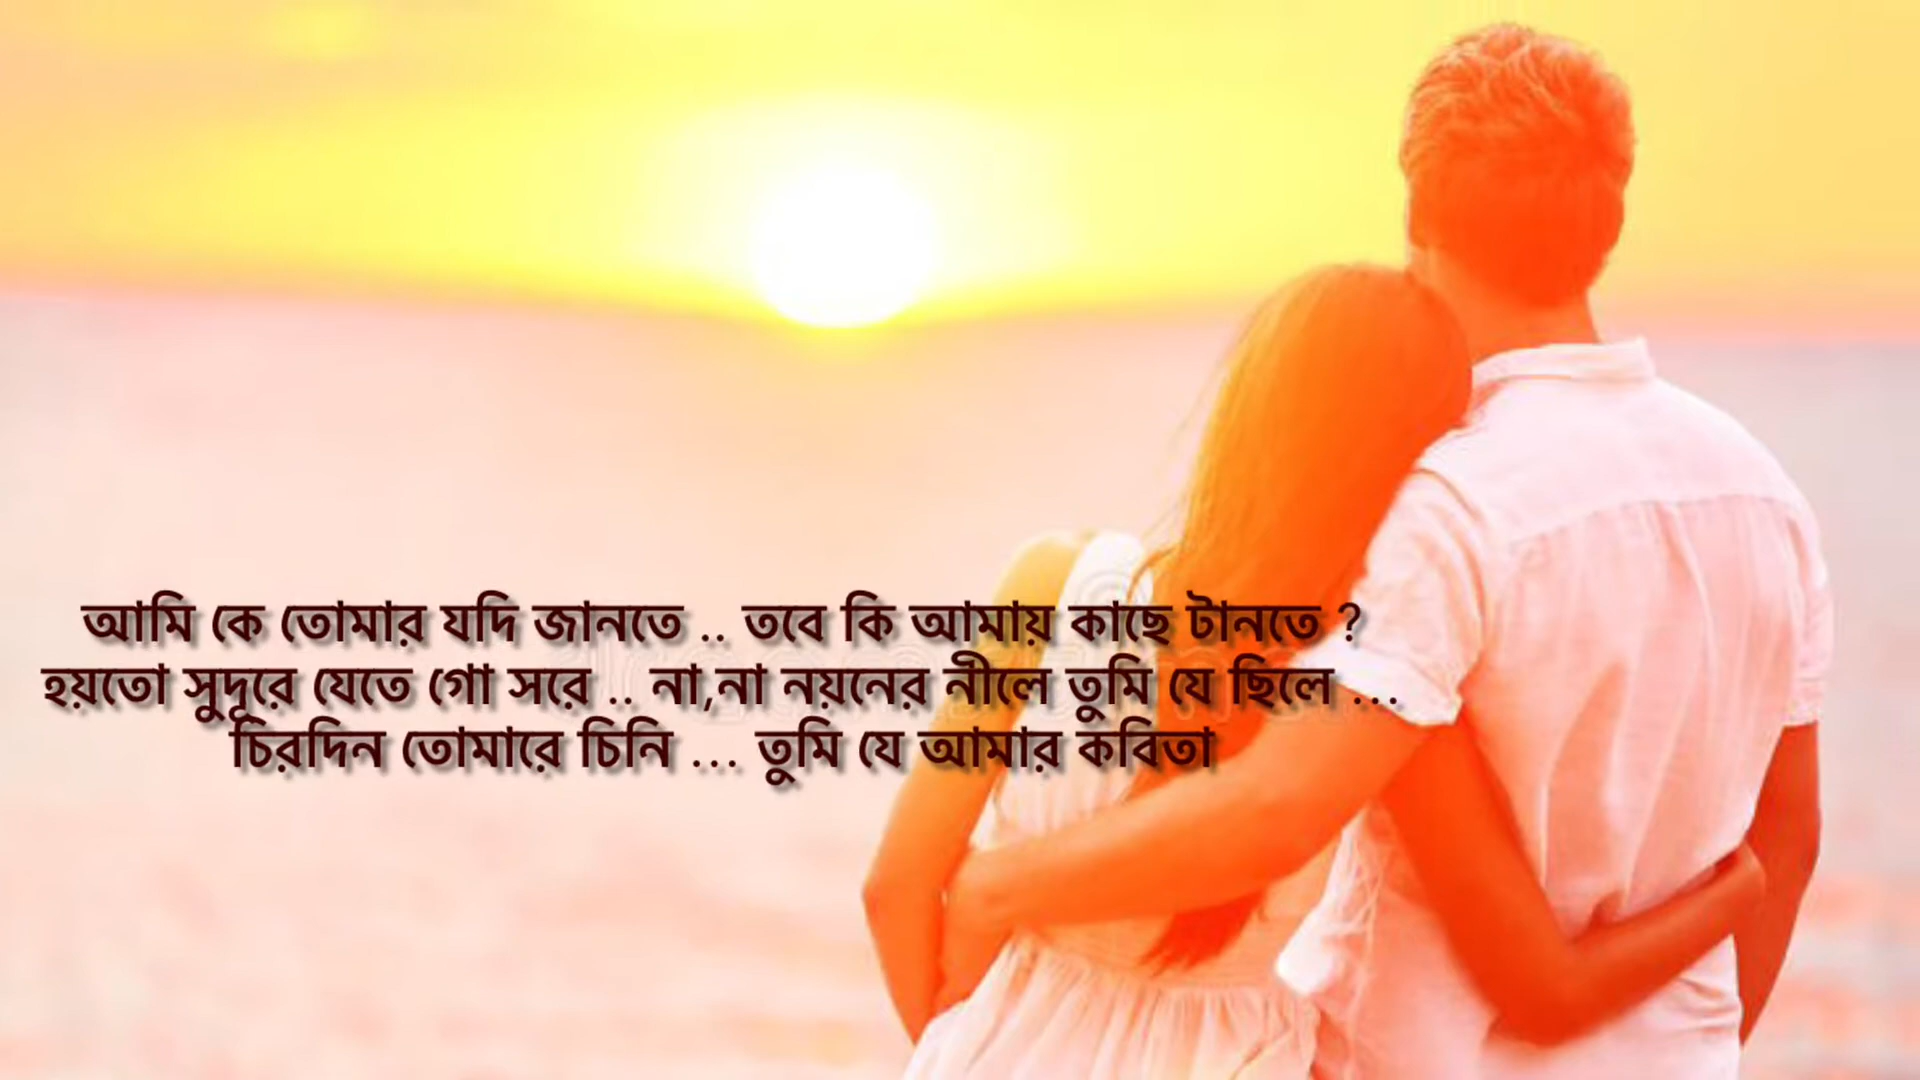 আমি কে তোমার যদি জানতে .. তবে কি আমায় কাছে টানতে ?
হয়তো সুদূরে যেতে গো সরে .. না,না নয়নের নীলে তুমি যে ছিলে ...
চিরদিন তোমারে চিনি ... তুমি যে আমার কবিতা